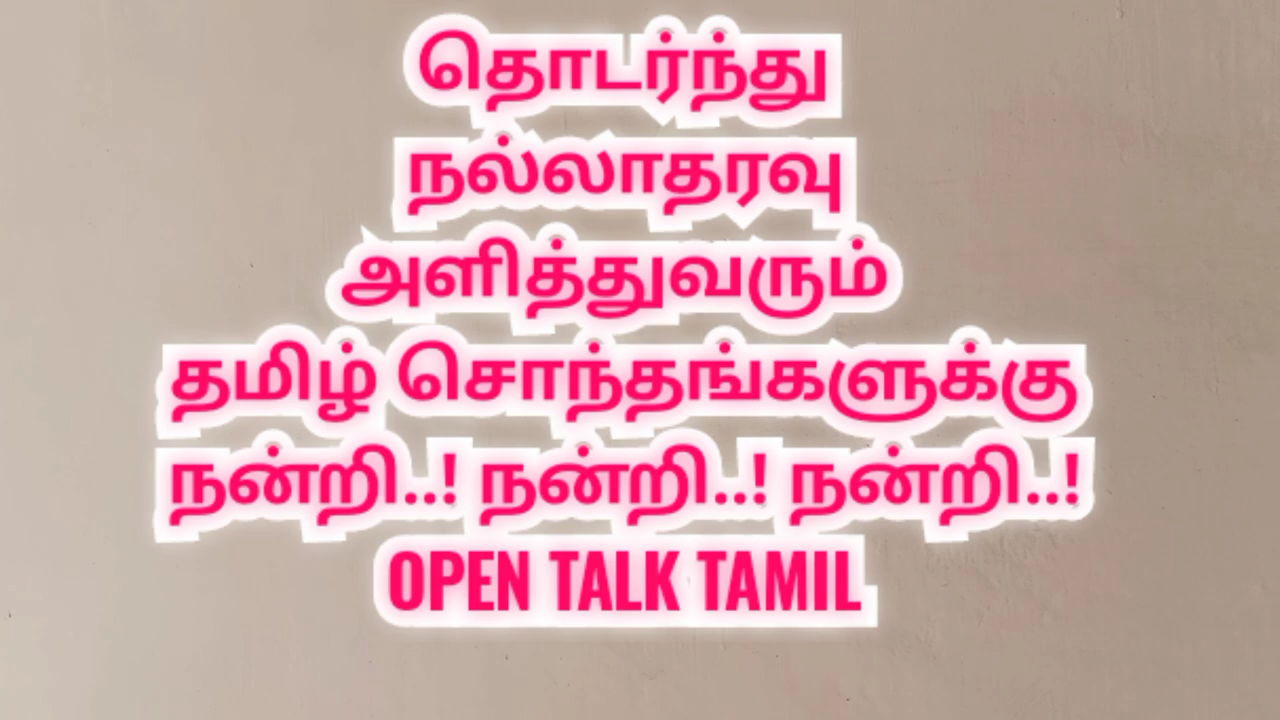 தொடர்ந்து
நல்லாதரவு
அளித்துவரும்
தமிழ் சொந்தங்களுக்கு
நன்றி..! நன்றி..! நன்றி..!
OPEN TALK TAMIL